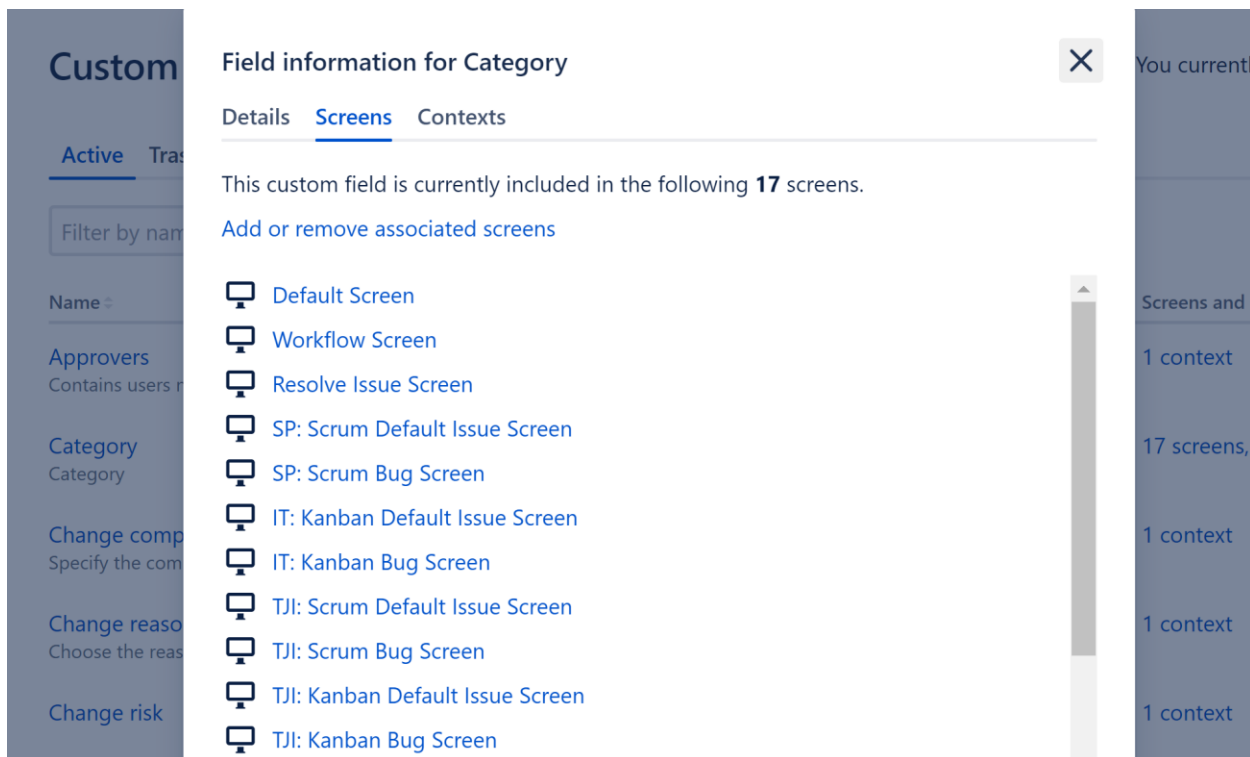 Custom
You currentl
Active Tras
Filter by nam
Name
Screens and
Approvers
Contains users r
1 context
Category
Category
17 screens,
Change comp
Specify the com
1 context
Change reaso
Choose the reas
1 context
Change risk
1 context
Field information for Category
Details Screens Contexts
This custom field is currently included in the following 17 screens.
Add or remove associated screens
Default Screen
Workflow Screen
Resolve Issue Screen
SP: Scrum Default Issue Screen
SP: Scrum Bug Screen
IT: Kanban Default Issue Screen
IT: Kanban Bug Screen
TJI: Scrum Default Issue Screen
TJI: Scrum Bug Screen
TJI: Kanban Default Issue Screen
TJI: Kanban Bug Screen